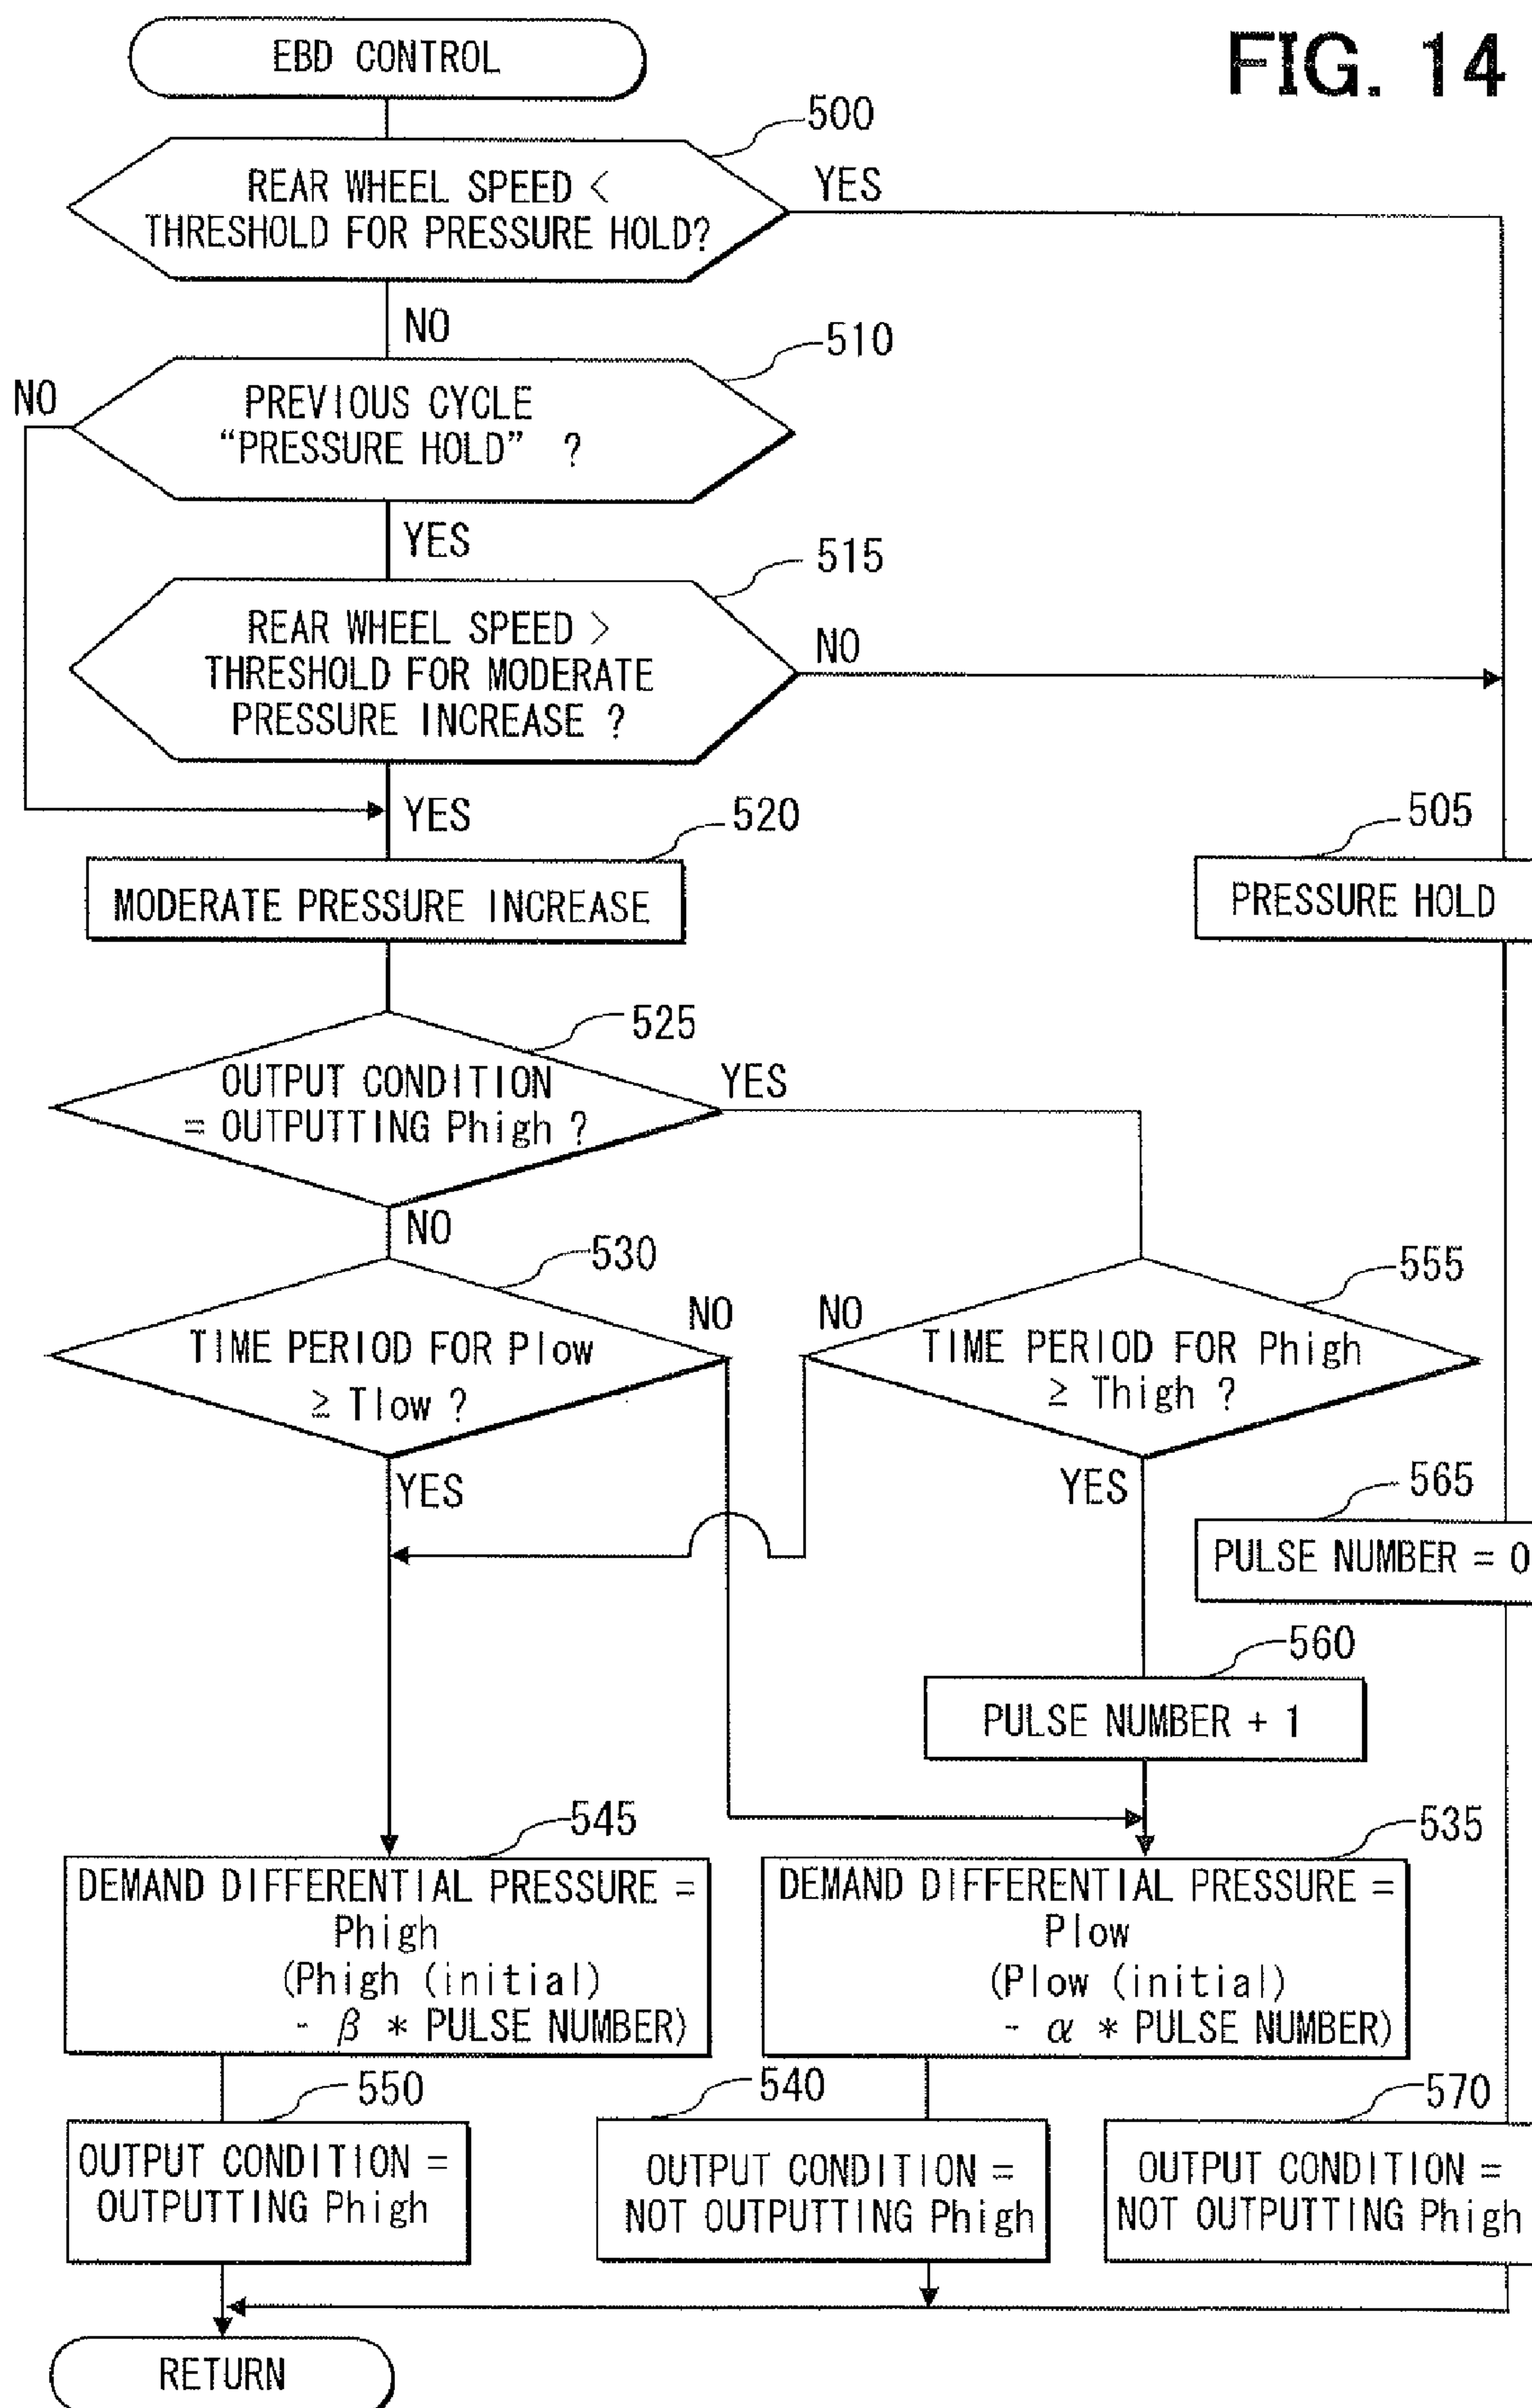 FIG. 14
EBD CONTROL
500
REAR WHEEL SPEED <
THRESHOLD FOR PRESSURE HOLD?
YES
NO
510
PREVIOUS CYCLE
“PRESSURE HOLD” ?
NO
YES
515
REAR WHEEL SPEED >
THRESHOLD FOR MODERATE
PRESSURE INCREASE ?
NO
YES
520
MODERATE PRESSURE INCREASE
505
PRESSURE HOLD
525
OUTPUT CONDITION
= OUTPUTTING Phigh ?
YES
NO
530
TIME PERIOD FOR Plow
≥ Tlow ?
NO
YES
555
TIME PERIOD FOR Phigh
≥ Thigh ?
NO
YES
565
PULSE NUMBER = 0
560
PULSE NUMBER + 1
545
DEMAND DIFFERENTIAL PRESSURE =
Phigh
(Phigh (initial)
- β * PULSE NUMBER)
535
DEMAND DIFFERENTIAL PRESSURE =
Plow
(Plow (initial)
- α * PULSE NUMBER)
550
OUTPUT CONDITION =
OUTPUTTING Phigh
540
OUTPUT CONDITION =
NOT OUTPUTTING Phigh
570
OUTPUT CONDITION =
NOT OUTPUTTING Phigh
RETURN